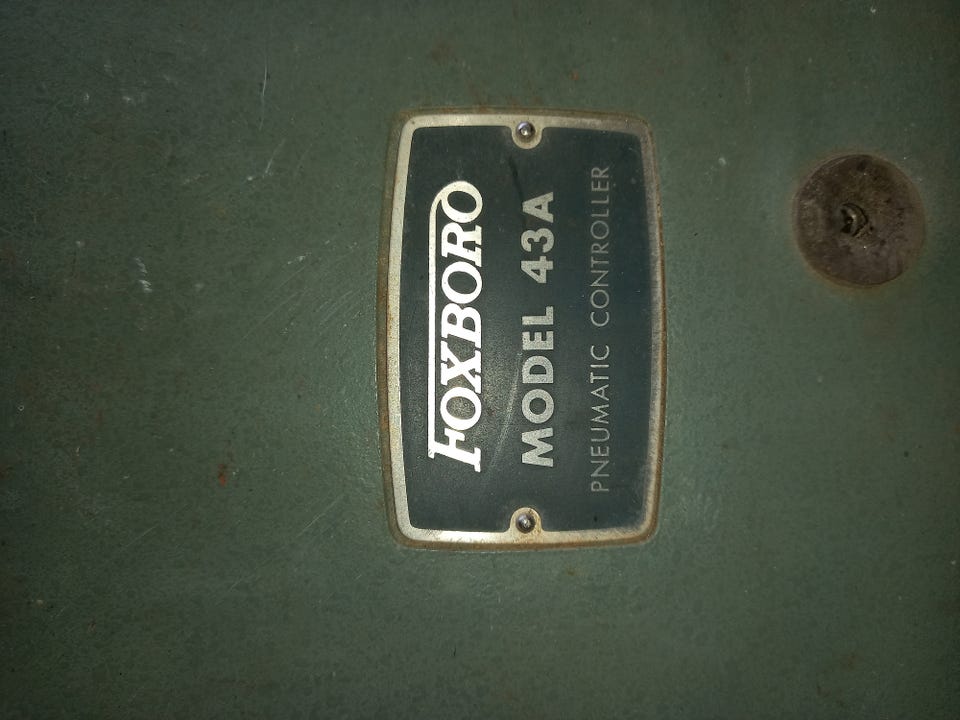 FOXBORO
MODEL 43A
PNEUMATIC CONTROLLER